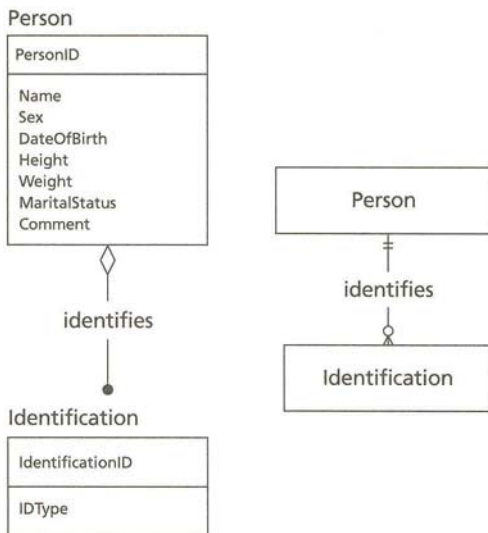 Person
PersonID
Name
Sex
DateOfBirth
Height
Weight
MaritalStatus
Comment
identifies
Identification
IdentificationID
IDType
Person
identifies
Identification